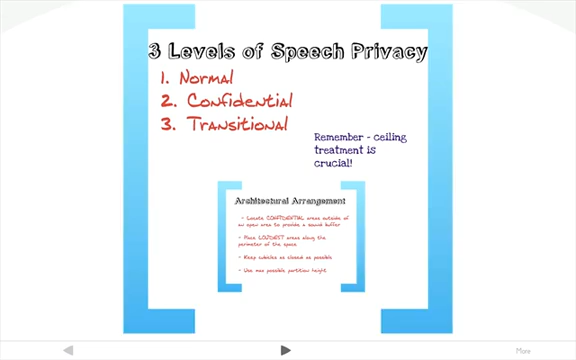 3 Levels of Speech Privacy
1. Normal
2. Confidential
3. Transitional
Remember - ceiling
treatment is
crucial!
Architectural Arrangement
- Locate CONFIDENTIAL areas outside of
an open area to provide a sound buffer
- Place LOUDEST areas along the
perimeter of the space
- Keep cubicles as closed as possible
- Use max possible partition height
More